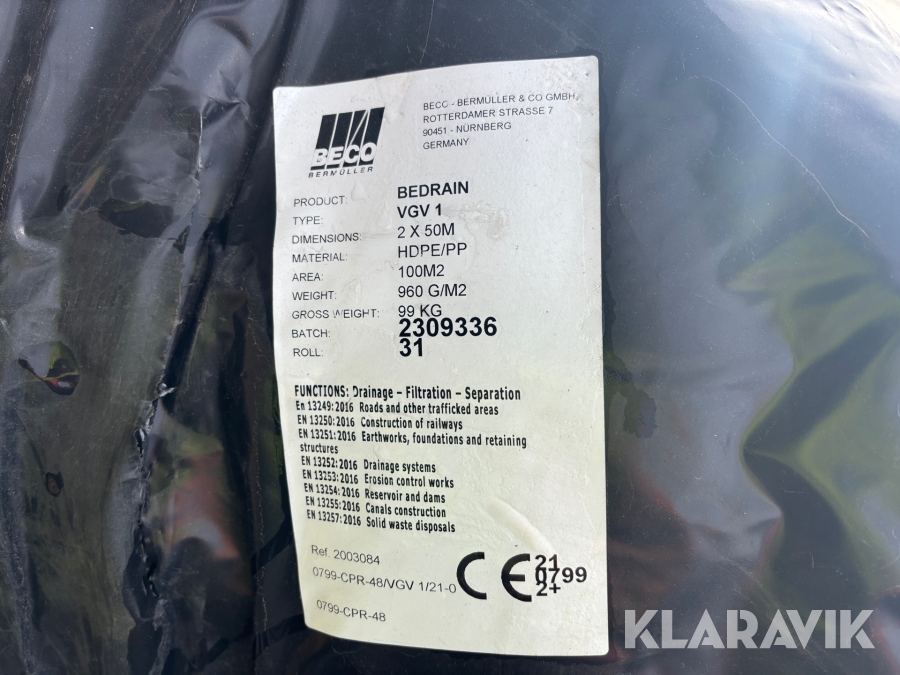 BECO
BERMÜLLER
BECO - BERMÜLLER & CO GMBH,
ROTTERDAMER STRASSE 7
90451 - NÜRNBERG
GERMANY
PRODUCT: BEDRAIN
TYPE: VGV 1
DIMENSIONS: 2 X 50M
MATERIAL: HDPE/PP
AREA: 100M2
WEIGHT: 960 G/M2
GROSS WEIGHT: 99 KG
BATCH: 2309336
ROLL: 31
FUNCTIONS: Drainage – Filtration – Separation
En 13249:2016 Roads and other trafficked areas
EN 13250:2016 Construction of railways
EN 13251:2016 Earthworks, foundations and retaining
structures
EN 13252:2016 Drainage systems
EN 13253:2016 Erosion control works
EN 13254:2016 Reservoir and dams
EN 13255:2016 Canals construction
EN 13257:2016 Solid waste disposals
Ref. 2003084
0799-CPR-48/VGV 1/21-0
0799-CPR-48
CE
21
0799
2+
KLARAVIK